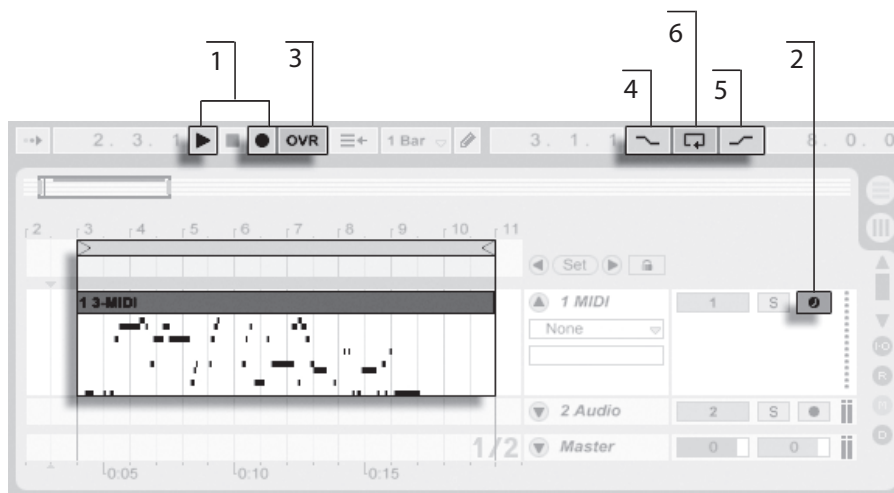 6
1 3 2
4 5
2. 3. 1 OVR 1 Bar 3. 1. 1 8. 0. 0
2 3 4 5 6 7 8 9 10 11
Set
1 3-MIDI 1 MIDI 1 S
None
I-O
R
2 Audio 2 S
D
1/2 Master 0 0
0:05 0:10 0:15